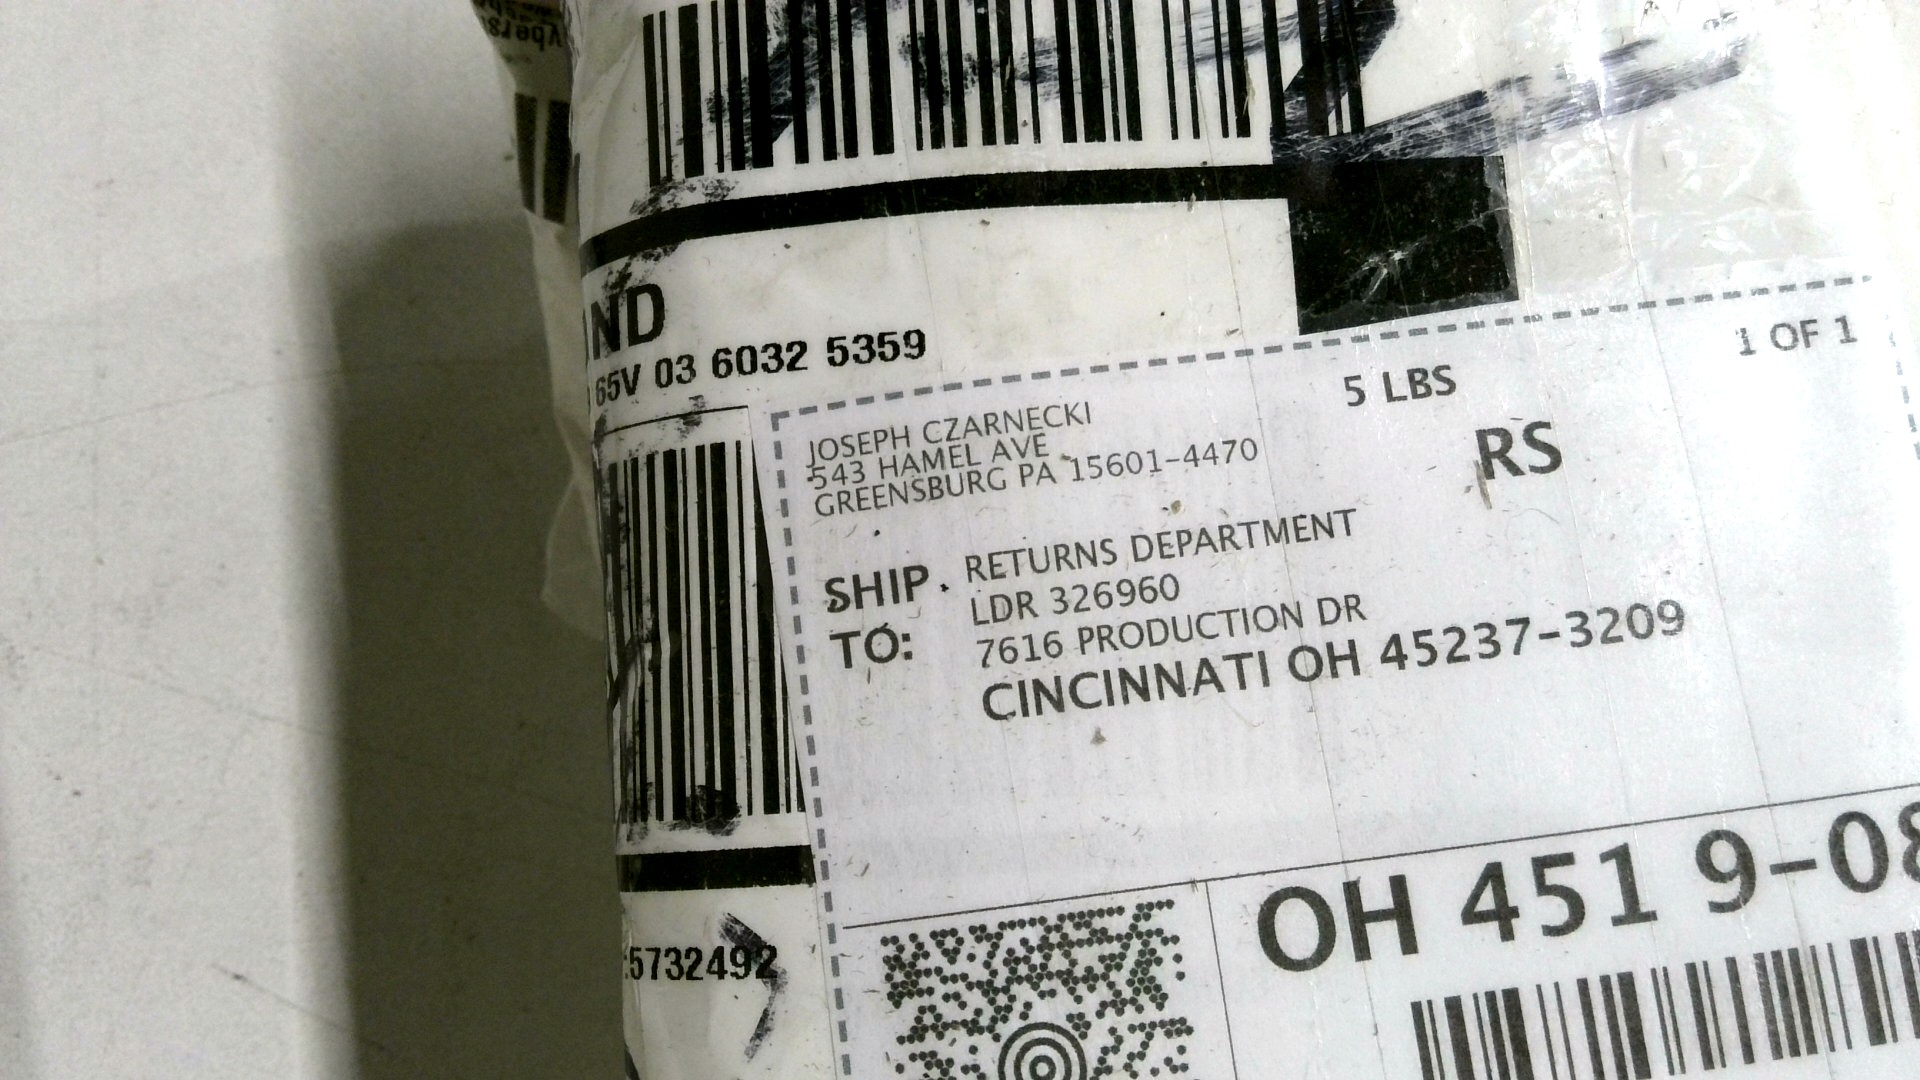 65V 03 6032 5359
1 OF 1
5 LBS
RS
JOSEPH CZARNECKI
543 HAMEL AVE
GREENSBURG PA 15601-4470
SHIP
TO:
RETURNS DEPARTMENT
LDR 326960
7616 PRODUCTION DR
CINCINNATI OH 45237-3209
OH 451 9-08
5732492